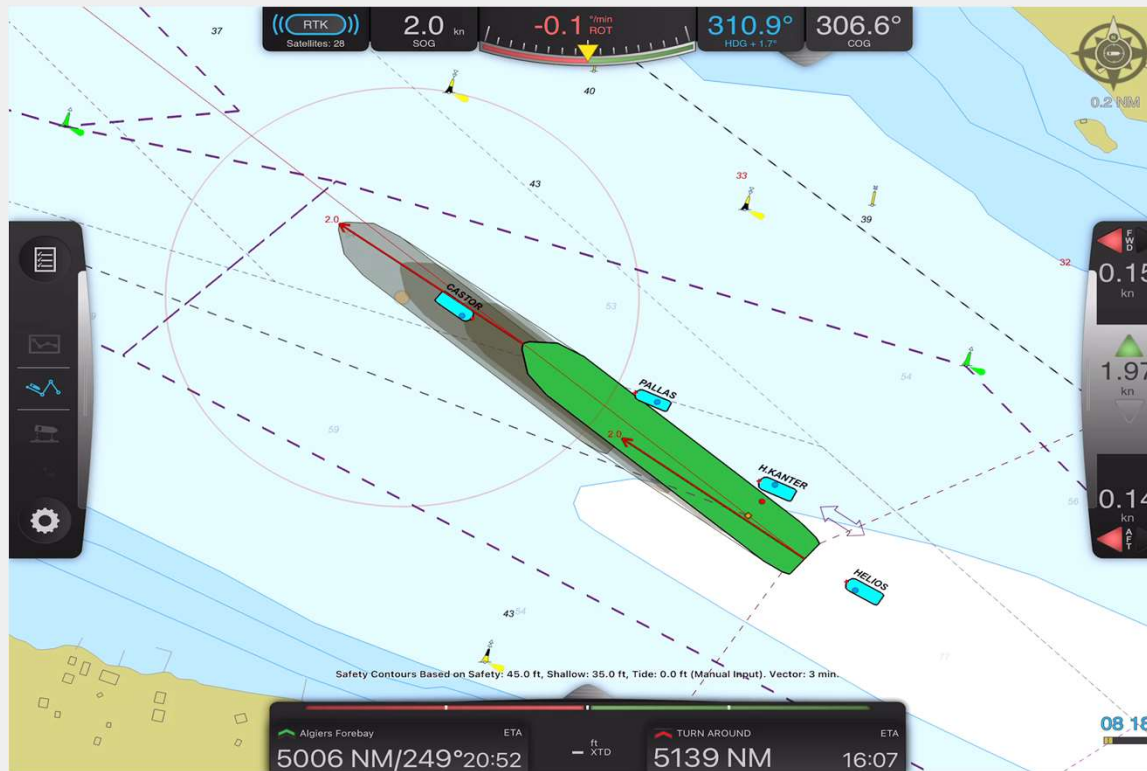 RTK
Satellites: 28
2.0 kn
SOG
-0.1 °/min
ROT
310.9°
HDG + 1.7°
306.6°
COG
0.2 NM
37
40
43
33
39
32
2.0
CASTOR
53
54
59
PALLAS
2.0
H.KANTER
56
HELIOS
43
54
77
FWD
0.15
kn
1.97
kn
0.14
kn
AFT
Safety Contours Based on Safety: 45.0 ft, Shallow: 35.0 ft, Tide: 0.0 ft (Manual Input). Vector: 3 min.
Algiers Forebay ETA
5006 NM/249° 20:52
– ft
XTD
TURN AROUND ETA
5139 NM 16:07
08 18